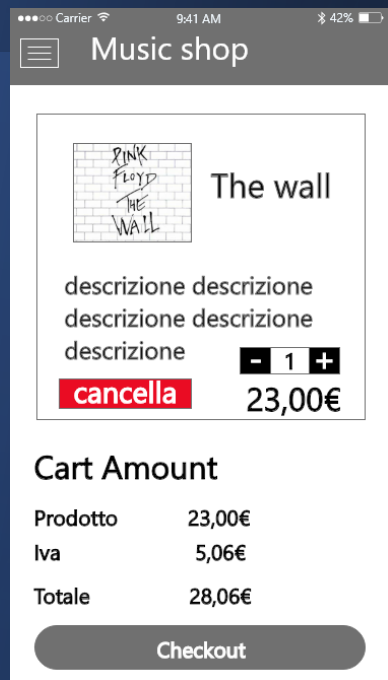 Carrier 9:41 AM 42%
Music shop
PINK
FLOYD
THE
WALL
The wall
descrizione descrizione
descrizione descrizione
descrizione
- 1 +
cancella
23,00€
Cart Amount
Prodotto 23,00€
Iva 5,06€
Totale 28,06€
Checkout